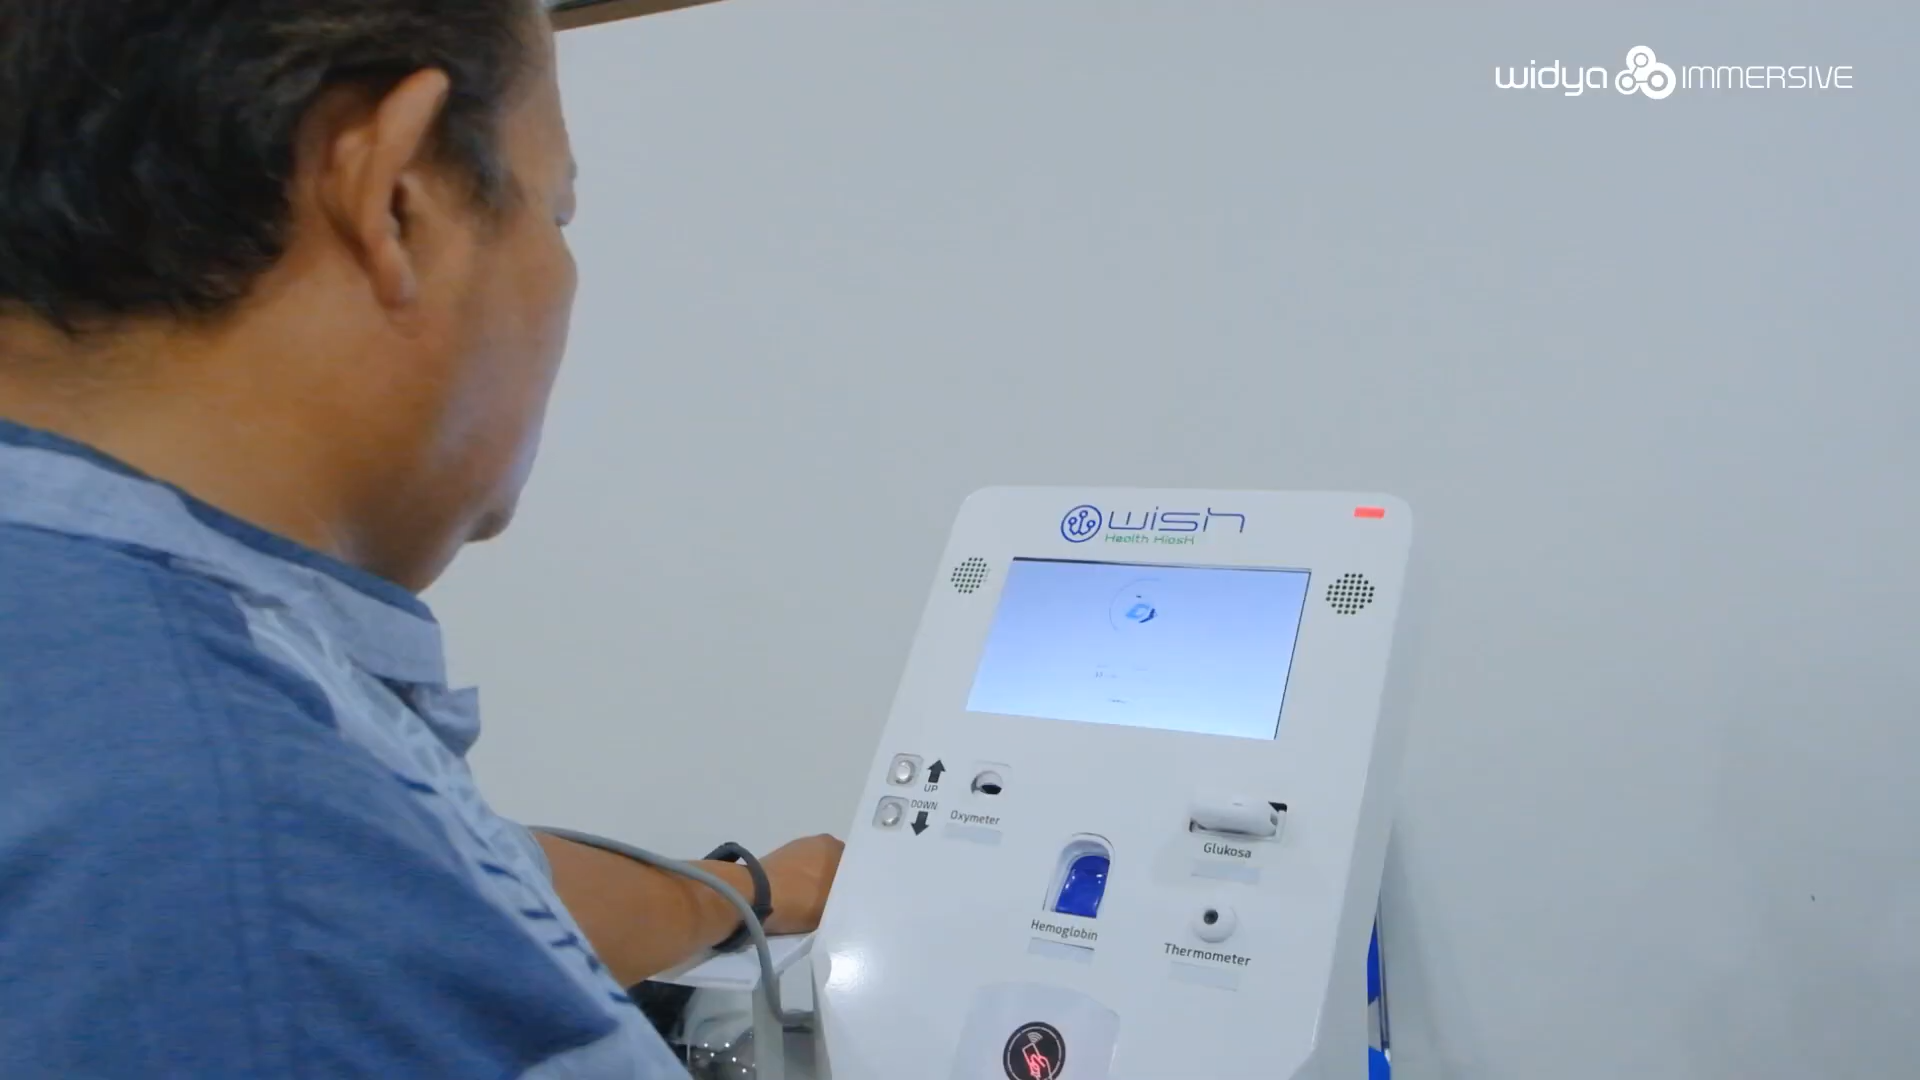 widya IMMERSIVE
wish
Health Kiosk
UP
DOWN
Oxymeter
Glukosa
Hemoglobin
Thermometer